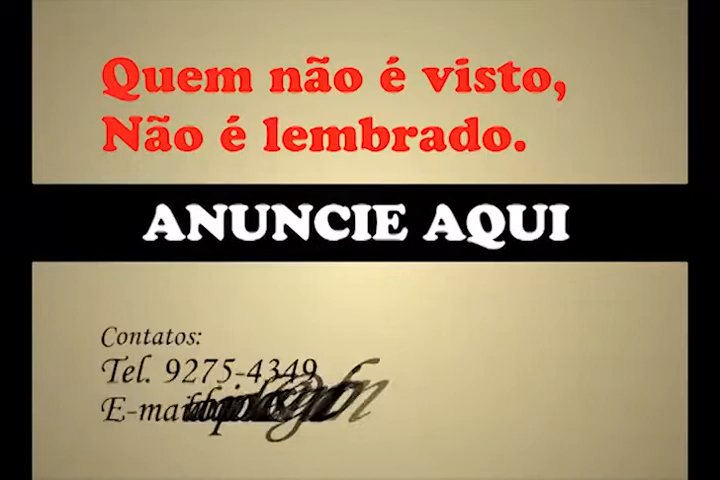 Quem não é visto,
Não é lembrado.
ANUNCIE AQUI
Contatos:
Tel. 9275-4349